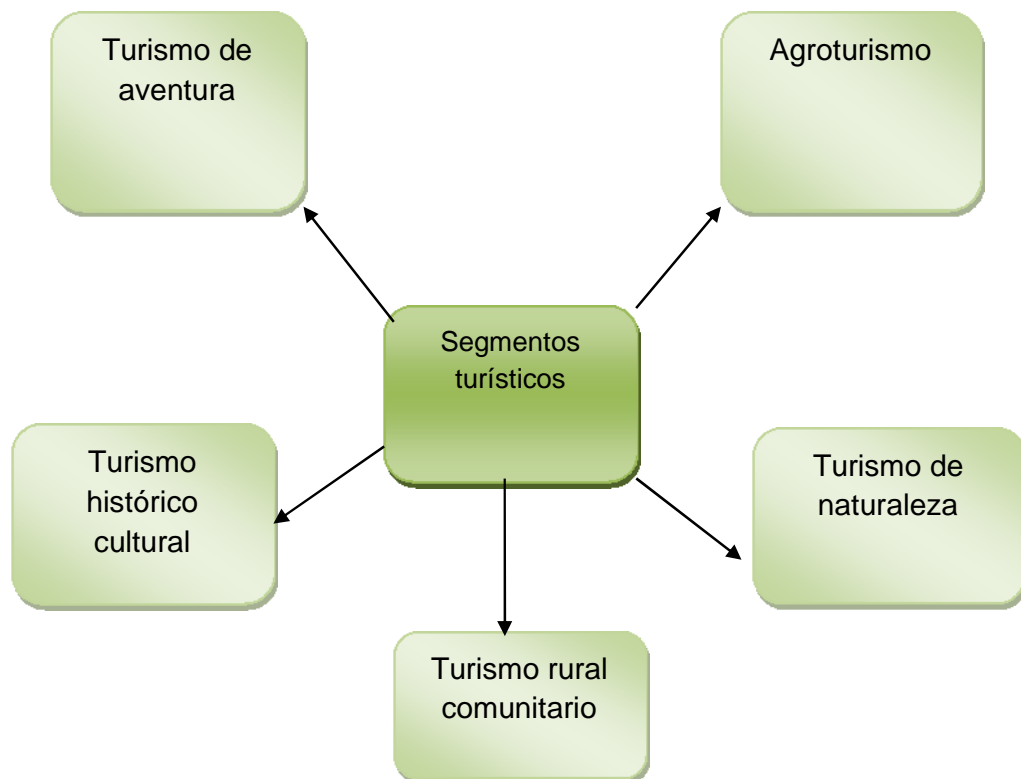 Turismo de
aventura
Agroturismo
Segmentos
turísticos
Turismo
histórico
cultural
Turismo de
naturaleza
Turismo rural
comunitario